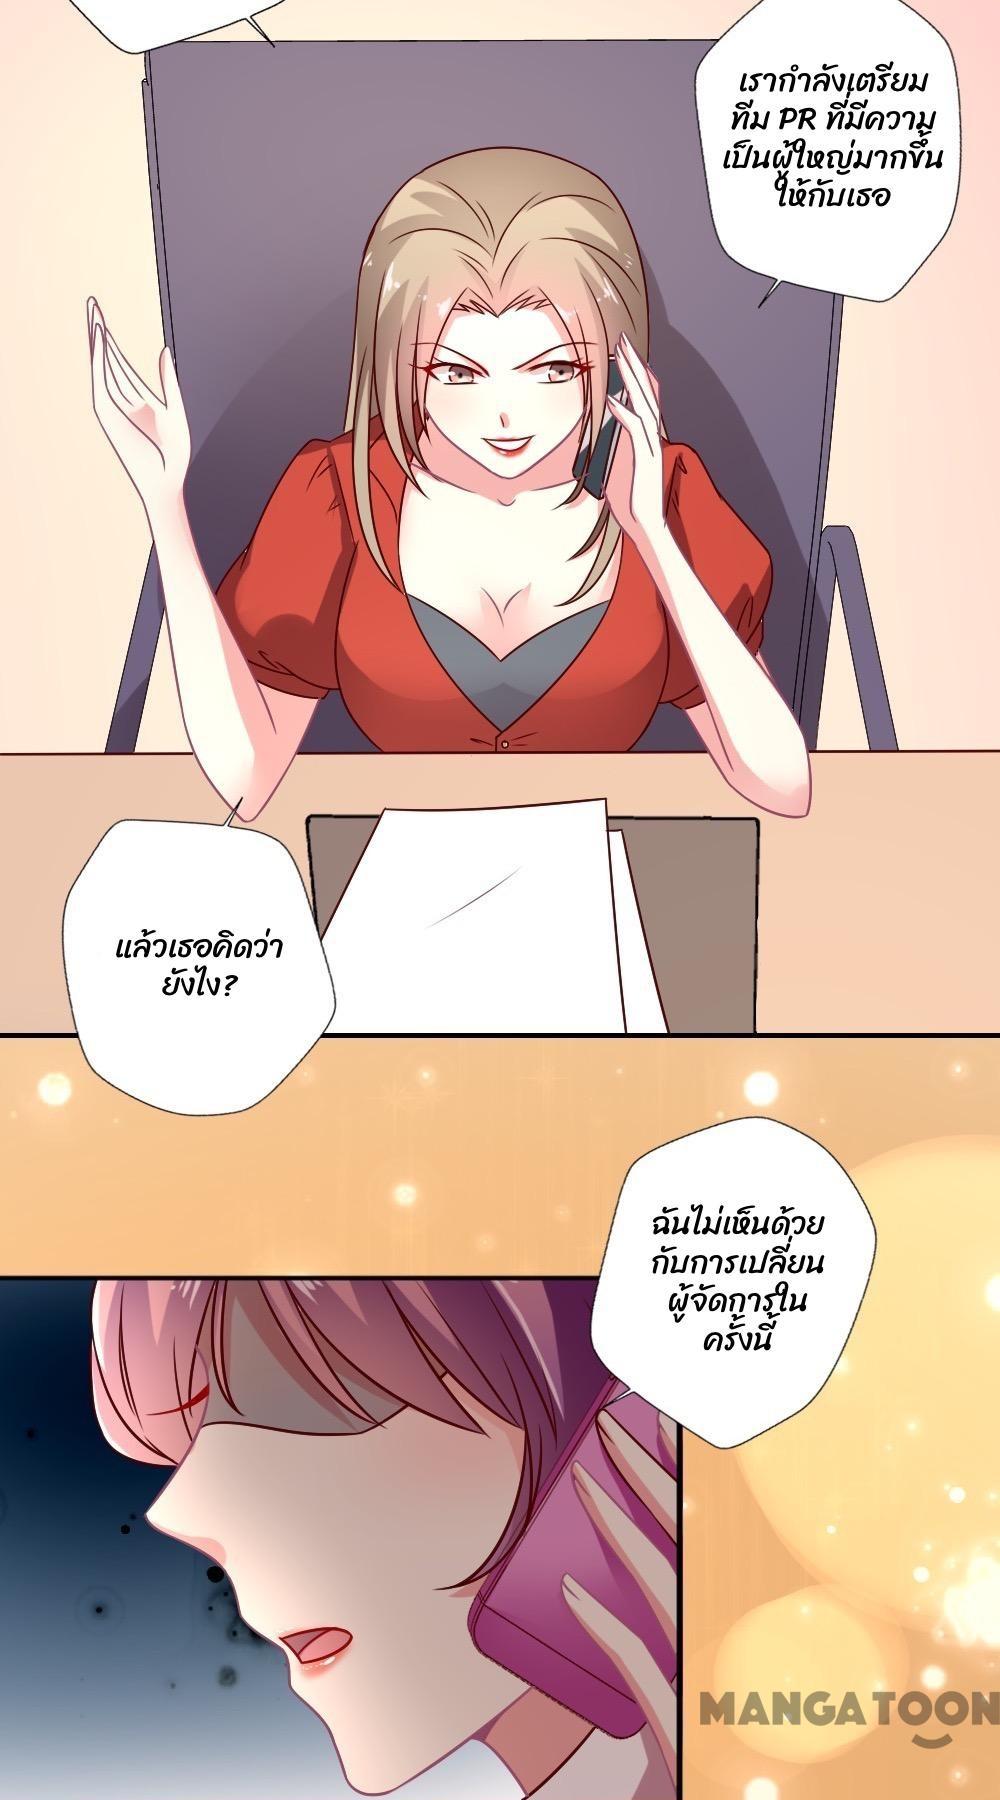 เรากำลังเตรียม
ทีม PR ที่มีความ
เป็นผู้ใหญ่มากขึ้น
ให้กับเธอ
แล้วเธอคิดว่า
ยังไง?
ฉันไม่เห็นด้วย
กับการเปลี่ยน
ผู้จัดการใน
ครั้งนี้
MANGATOON